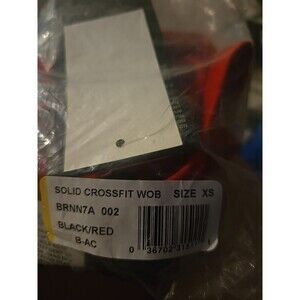 SOLID CROSSFIT WOB SIZE XS
BRNN7A 002
BLACK/RED
B-AC